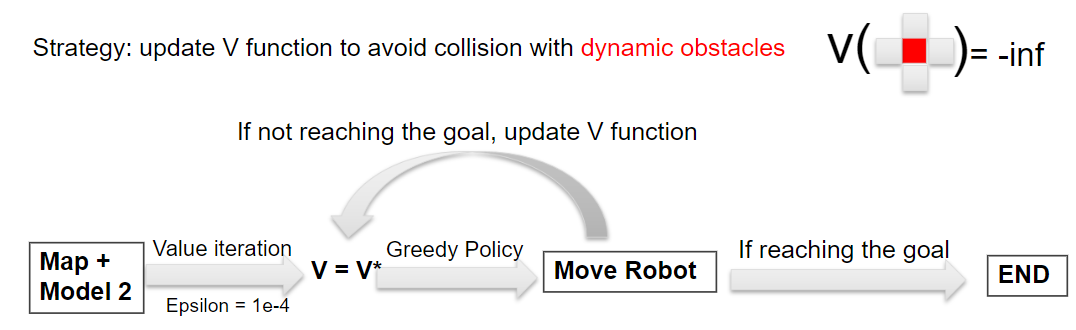 Strategy: update V function to avoid collision with dynamic obstacles
V( )= -inf
If not reaching the goal, update V function
Map +
Model 2
Value iteration
Epsilon = 1e-4
V = V*
Greedy Policy
Move Robot
If reaching the goal
END